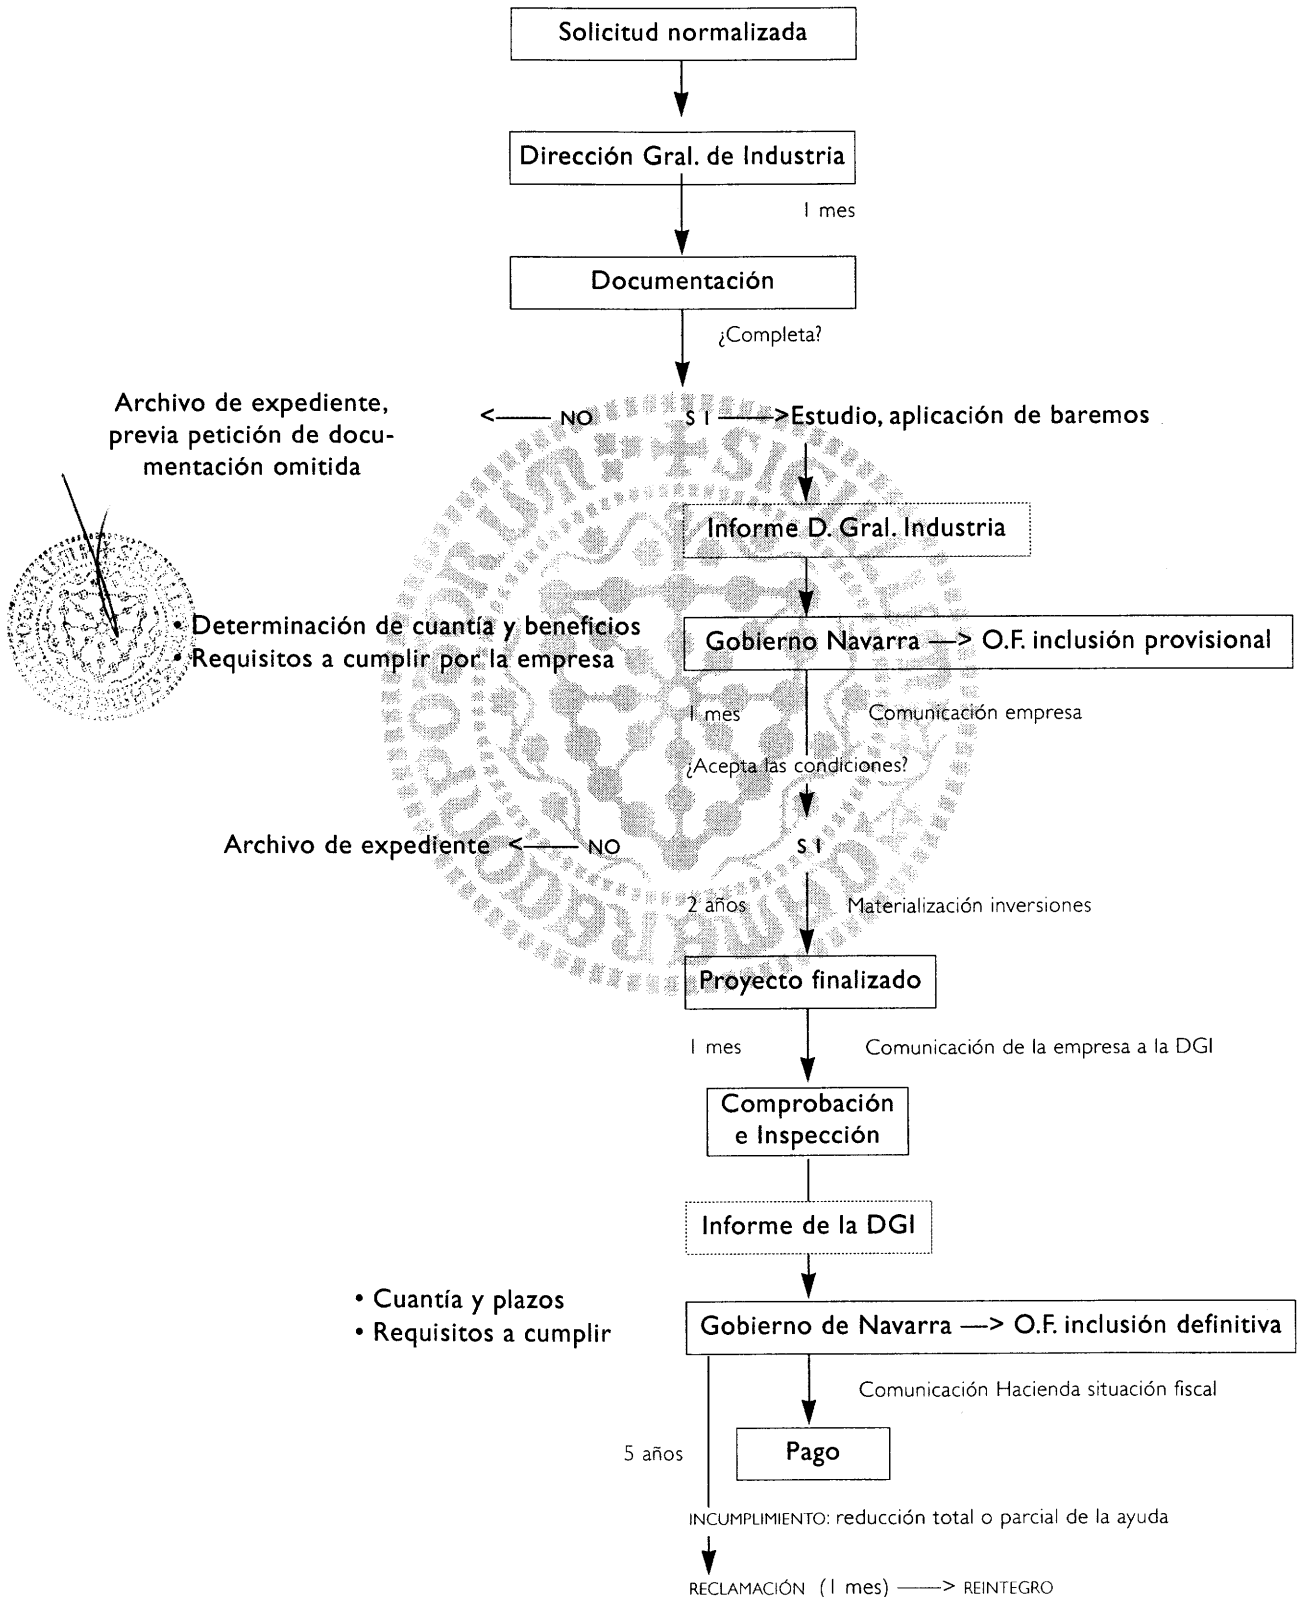 Solicitud normalizada
Dirección Gral. de Industria
1 mes
Documentación
¿Completa?
Archivo de expediente,
previa petición de docu-
mentación omitida
<—— NO SI ——> Estudio, aplicación de baremos
Informe D. Gral. Industria
• Determinación de cuantía y beneficios
• Requisitos a cumplir por la empresa
Gobierno Navarra —> O.F. inclusión provisional
1 mes Comunicación empresa
¿Acepta las condiciones?
Archivo de expediente <—— NO SI
2 años Materialización inversiones
Proyecto finalizado
1 mes Comunicación de la empresa a la DGI
Comprobación
e Inspección
Informe de la DGI
• Cuantía y plazos
• Requisitos a cumplir
Gobierno de Navarra —> O.F. inclusión definitiva
Comunicación Hacienda situación fiscal
5 años
Pago
INCUMPLIMIENTO: reducción total o parcial de la ayuda
RECLAMACIÓN (1 mes) ——> REINTEGRO